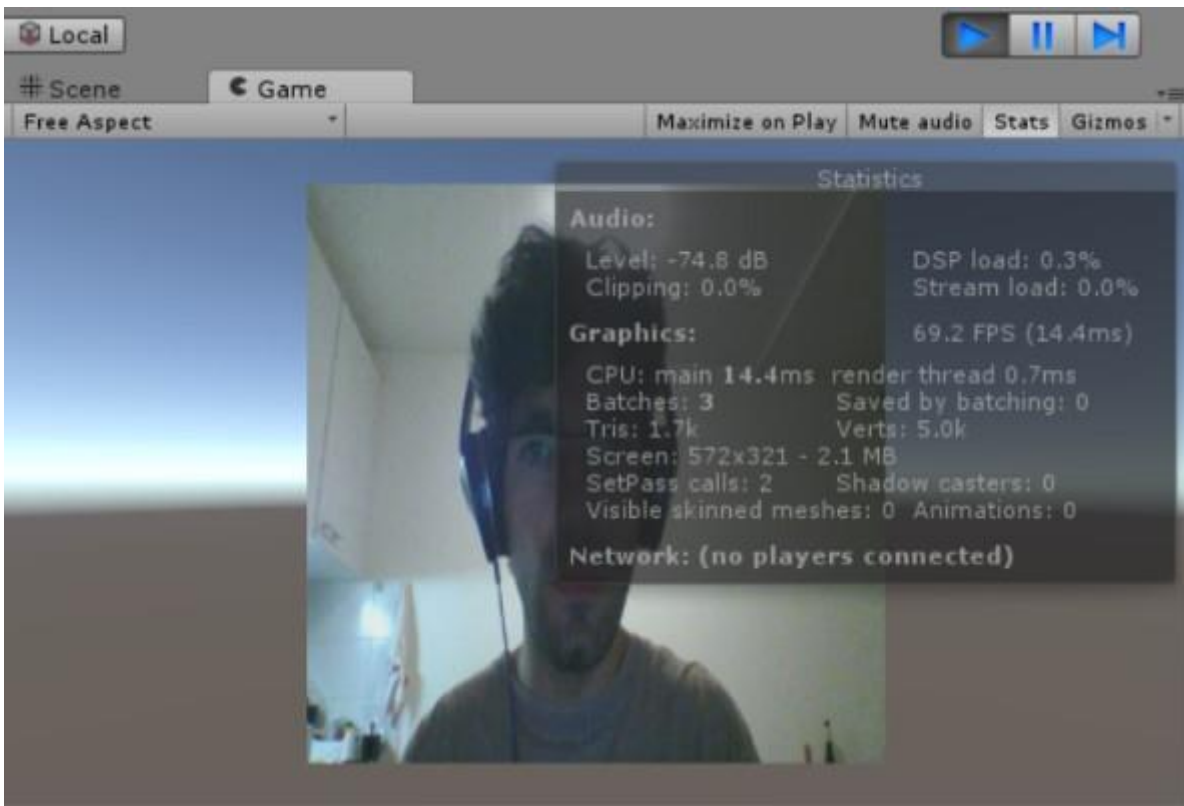 Local
Scene Game
Free Aspect Maximize on Play Mute audio Stats Gizmos
Statistics
Audio:
Level: -74.8 dB DSP load: 0.3%
Clipping: 0.0% Stream load: 0.0%
Graphics: 69.2 FPS (14.4ms)
CPU: main 14.4ms render thread 0.7ms
Batches: 3 Saved by batching: 0
Tris: 1.7k Verts: 5.0k
Screen: 572x321 - 2.1 MB
SetPass calls: 2 Shadow casters: 0
Visible skinned meshes: 0 Animations: 0
Network: (no players connected)